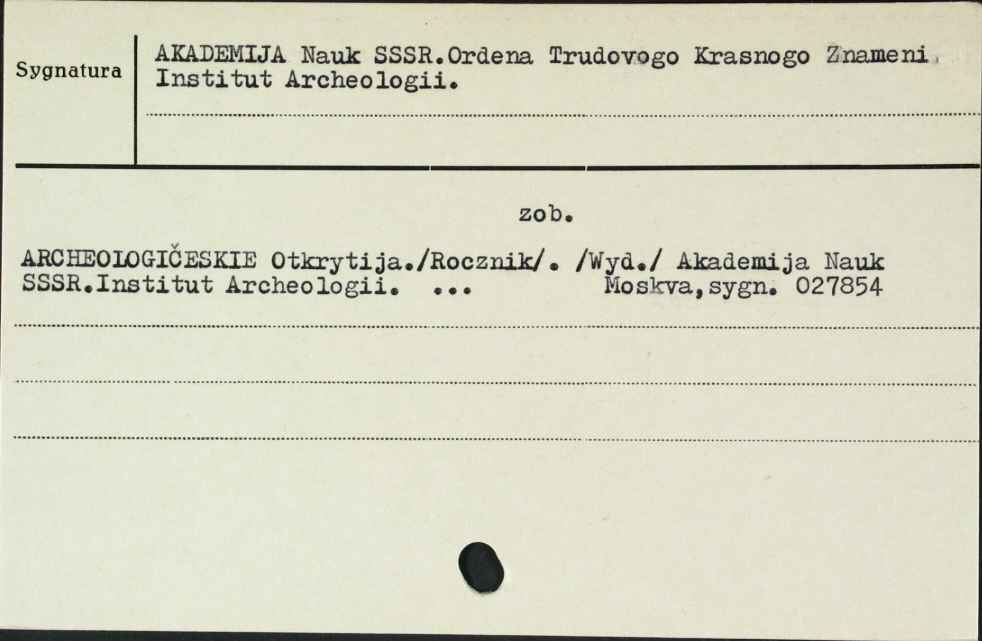 Sygnatura
AKADEMIJA Nauk SSSR.Ordena Trudovogo Krasnogo Znameni
Institut Archeologii.
zob.
ARCHEOLOGIČESKIE Otkrytija./Rocznik/. /Wyd./ Akademija Nauk
SSSR.Institut Archeologii. ... Moskva,sygn. 027854